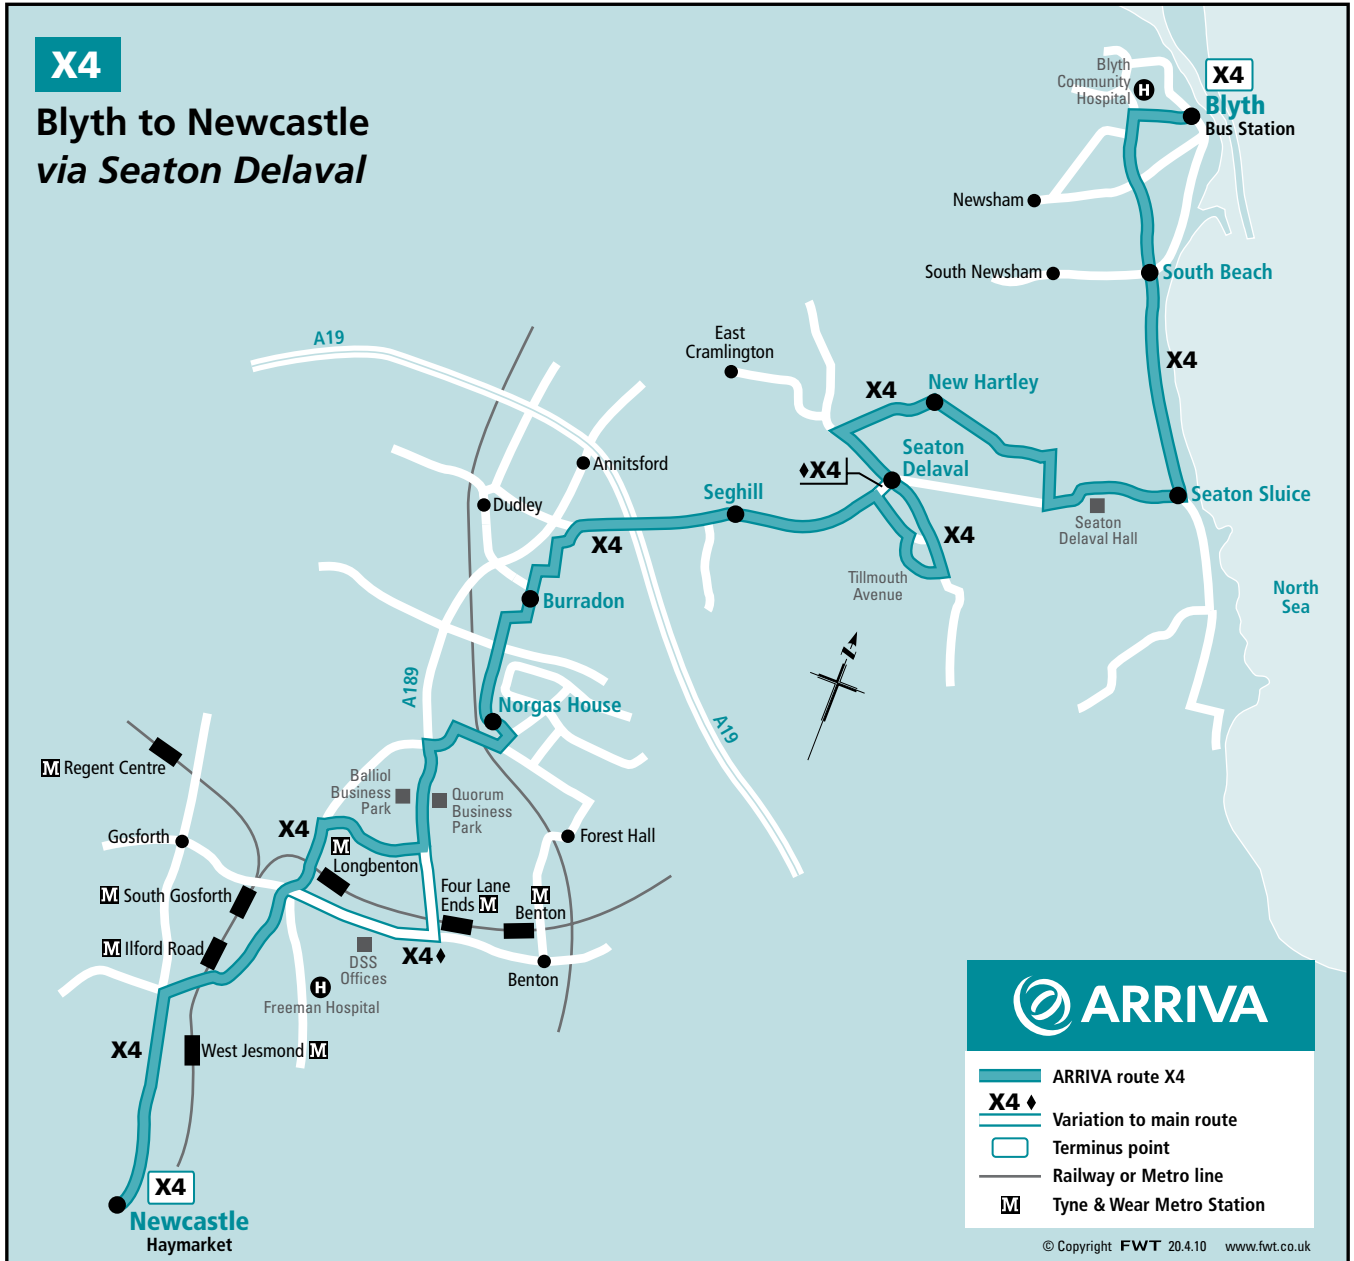 X4
Blyth to Newcastle
via Seaton Delaval
Blyth
Community
Hospital
H
X4
Blyth
Bus Station
Newsham
South Newsham
South Beach
X4
A19
East
Cramlington
X4
New Hartley
Seaton
Delaval
♦X4
Annitsford
Dudley
Seghill
Seaton Sluice
Seaton
Delaval Hall
X4
X4
Tillmouth
Avenue
North
Sea
Burradon
N
A189
Norgas House
A19
M Regent Centre
Balliol
Business
Park
Quorum
Business
Park
X4
Gosforth
Forest Hall
M
Longbenton
M South Gosforth
Four Lane
Ends M
M
Benton
M Ilford Road
X4♦
DSS
Offices
Benton
H
Freeman Hospital
X4
West Jesmond M
X4
Newcastle
Haymarket
ARRIVA
ARRIVA route X4
X4 ♦
Variation to main route
Terminus point
Railway or Metro line
M Tyne & Wear Metro Station
© Copyright FWT 20.4.10 www.fwt.co.uk